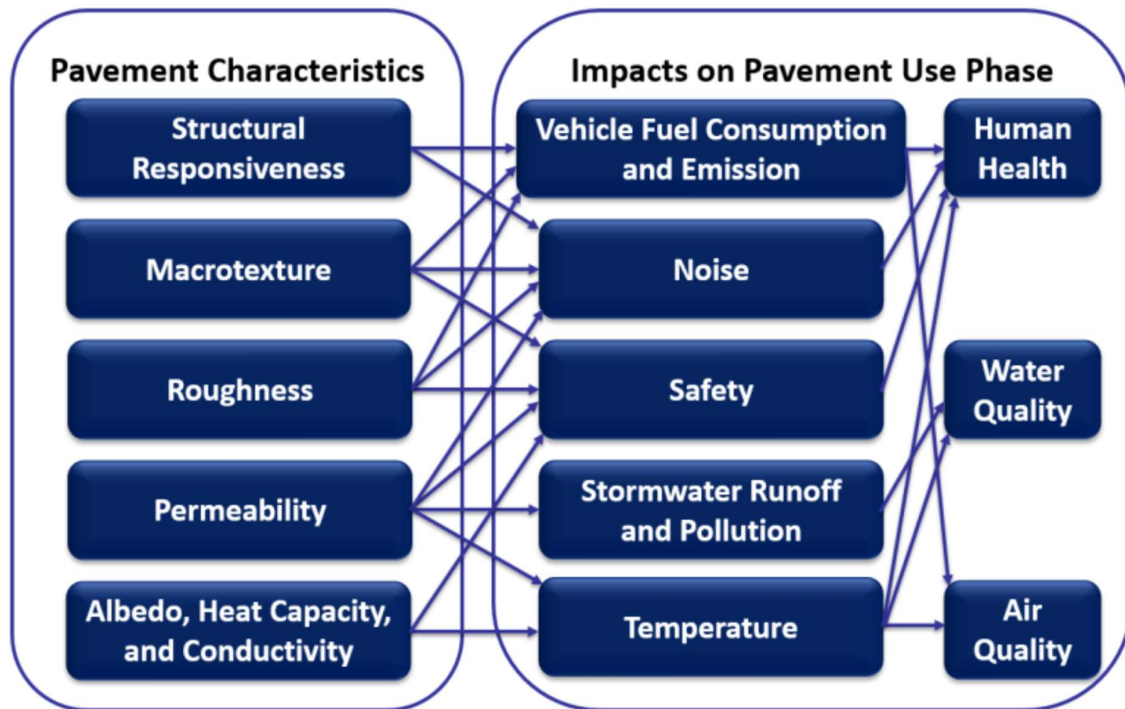 Pavement Characteristics
Structural
Responsiveness
Macrotexture
Roughness
Permeability
Albedo, Heat Capacity,
and Conductivity
Impacts on Pavement Use Phase
Vehicle Fuel Consumption
and Emission
Noise
Safety
Stormwater Runoff
and Pollution
Temperature
Human
Health
Water
Quality
Air
Quality